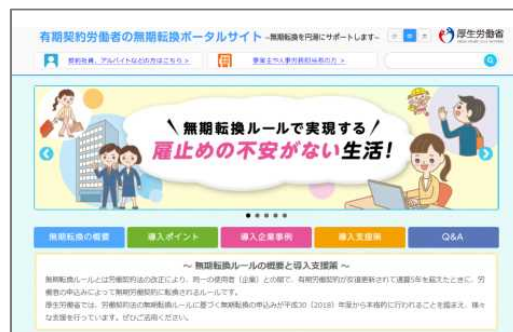 有期契約労働者の無期転換ポータルサイト ~無期転換を円滑にサポートします~ 小 中 大 厚生労働省
契約社員、アルバイトなどの方はこちら > 事業主や人事労務担当者の方 >
無期転換ルールで実現する
雇止めの不安がない生活!
無期転換の概要 導入ポイント 導入企業事例 導入支援策 Q&A
~ 無期転換ルールの概要と導入支援策 ~
無期転換ルールとは労働契約法の改正により、同一の使用者(企業)との間で、有期労働契約が反復更新されて通算5年を超えたときに、労
働者の申込みによって無期労働契約に転換されるルールです。
厚生労働省では、労働契約法の無期転換ルールに基づく無期転換の申込みが平成30(2018)年度から本格的に行われることを踏まえ、様々
な支援を行っています。ぜひご活用ください。